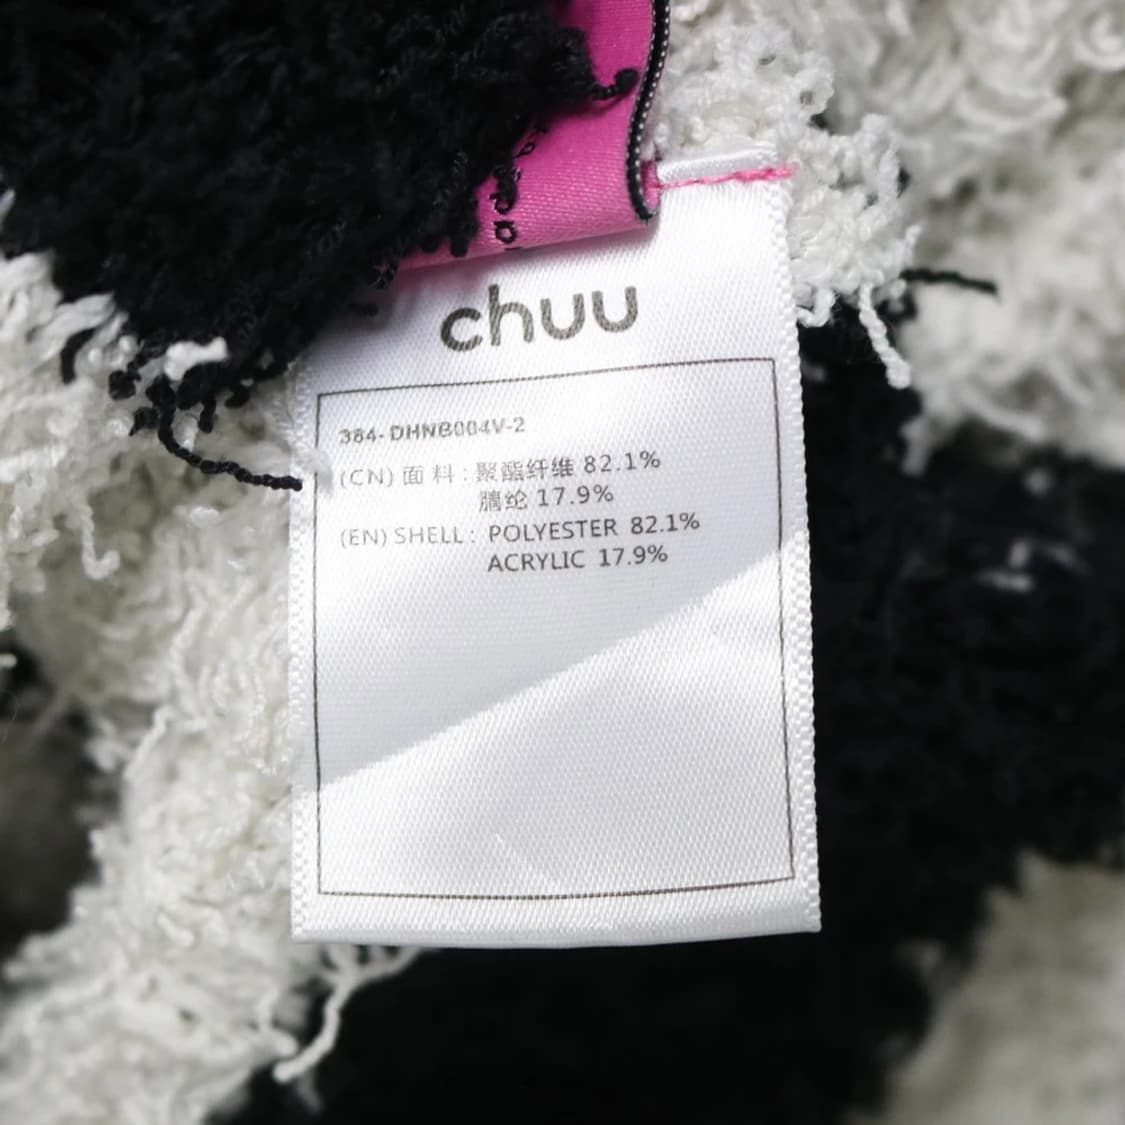 chuu
384-DHNB004V-2
(CN) 面 料 : 聚酯纤维 82.1%
腈纶 17.9%
(EN) SHELL : POLYESTER 82.1%
ACRYLIC 17.9%